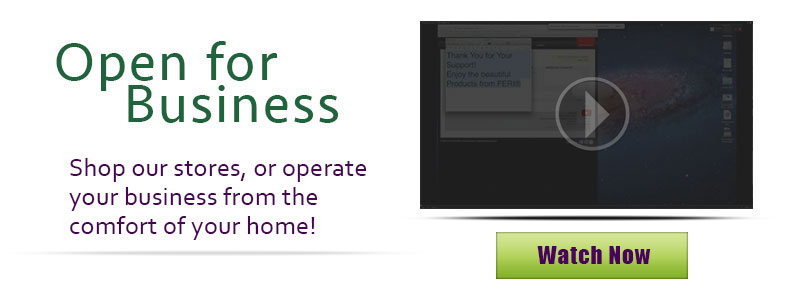 Open for
Business
Shop our stores, or operate
your business from the
comfort of your home!
Thank You for Your
Support!
Enjoy the beautiful
Products from
Watch Now